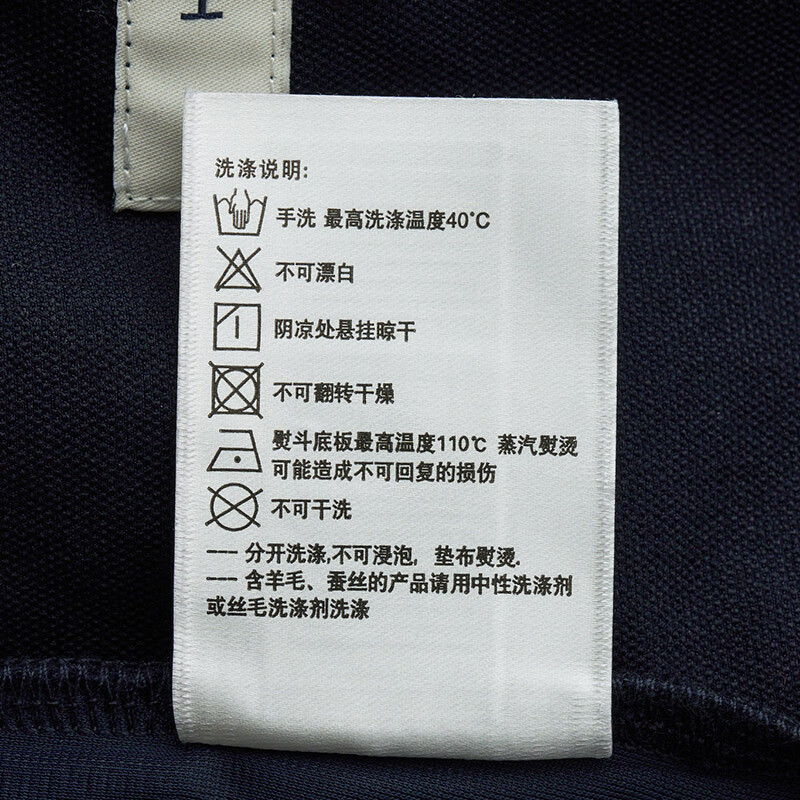 洗涤说明:
手洗 最高洗涤温度40°C
不可漂白
阴凉处悬挂晾干
不可翻转干燥
熨斗底板最高温度110℃ 蒸汽熨烫
可能造成不可回复的损伤
不可干洗
--- 分开洗涤,不可浸泡, 垫布熨烫.
--- 含羊毛、蚕丝的产品请用中性洗涤剂
或丝毛洗涤剂洗涤